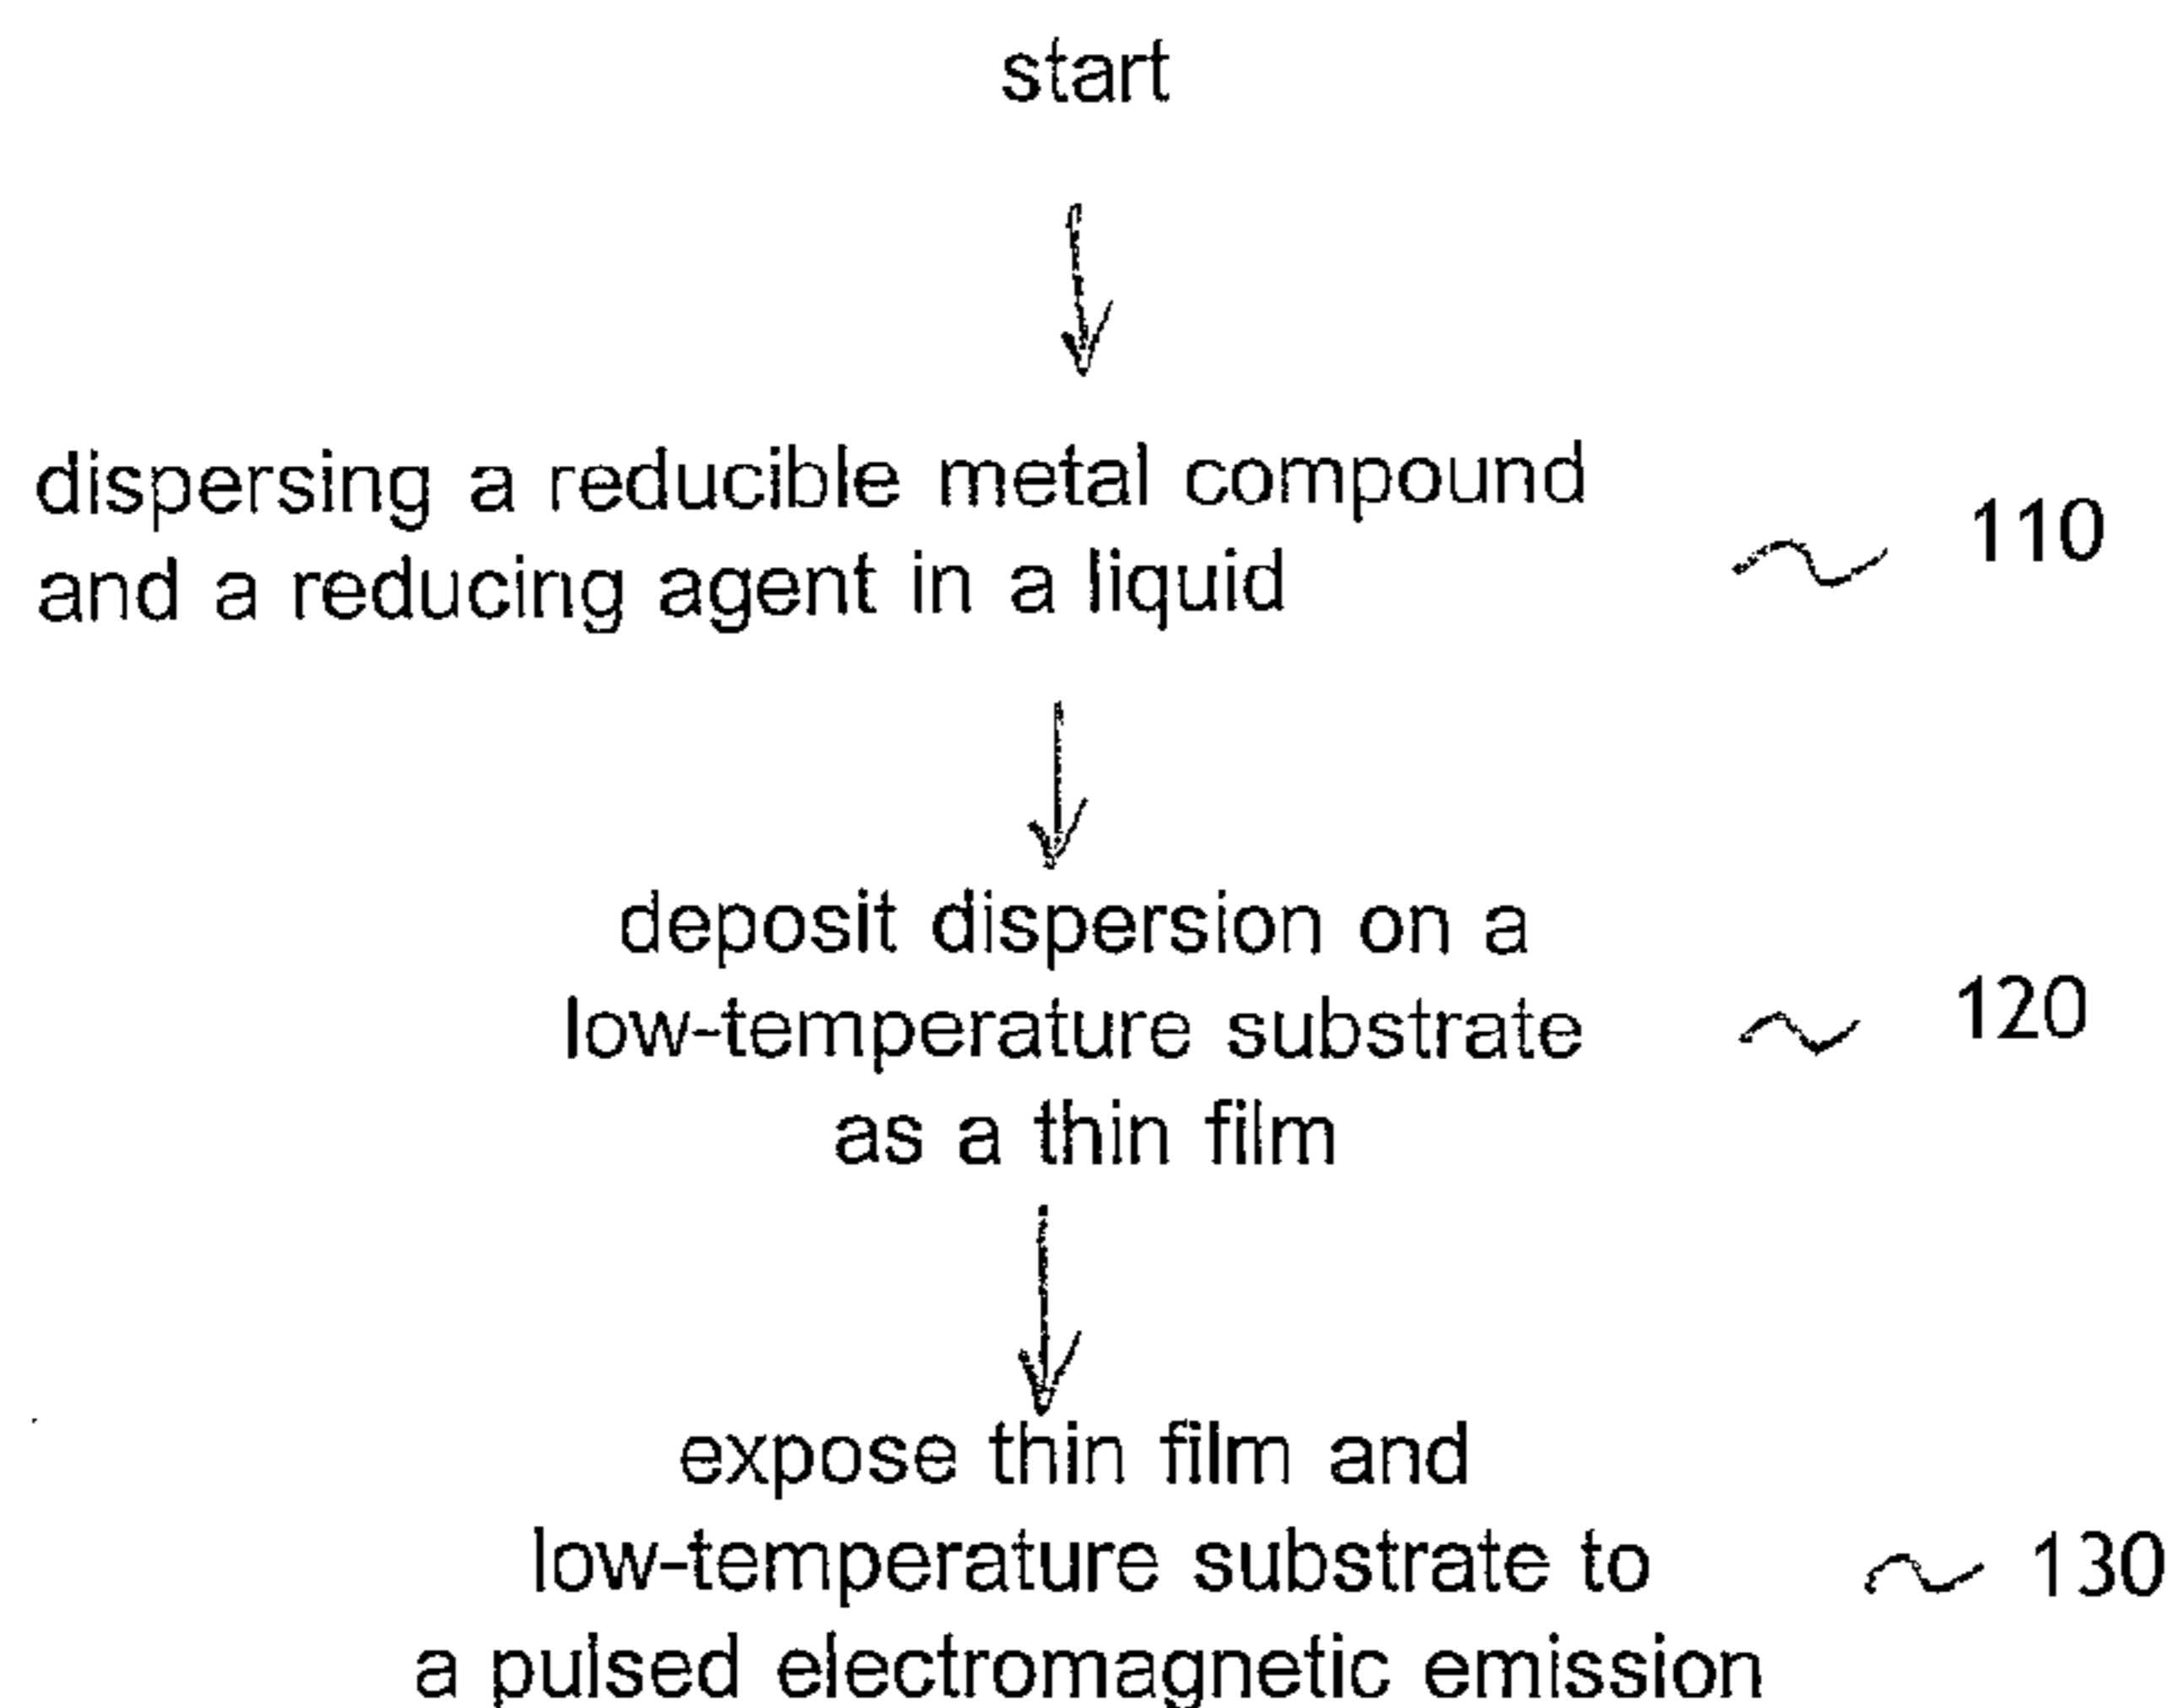 start
dispersing a reducible metal compound
and a reducing agent in a liquid
110
deposit dispersion on a
low-temperature substrate
as a thin film
120
expose thin film and
low-temperature substrate to
a pulsed electromagnetic emission
130